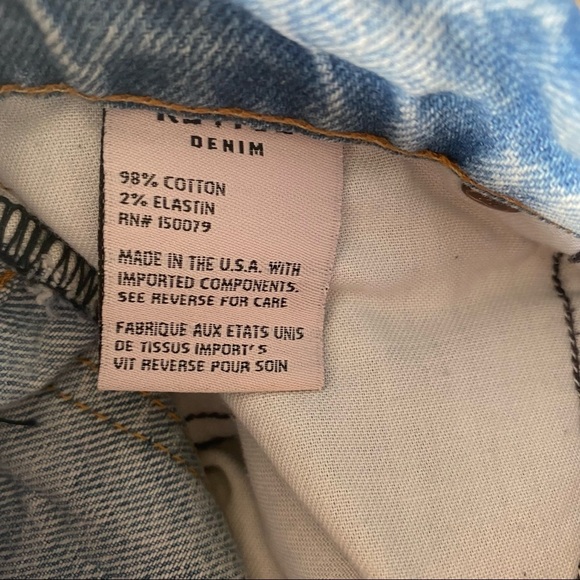 DENIM
98% COTTON
2% ELASTIN
RN# 150079
MADE IN THE U.S.A. WITH
IMPORTED COMPONENTS.
SEE REVERSE FOR CARE
FABRIQUE AUX ETATS UNIS
DE TISSUS IMPORT'S
VIT REVERSE POUR SOIN